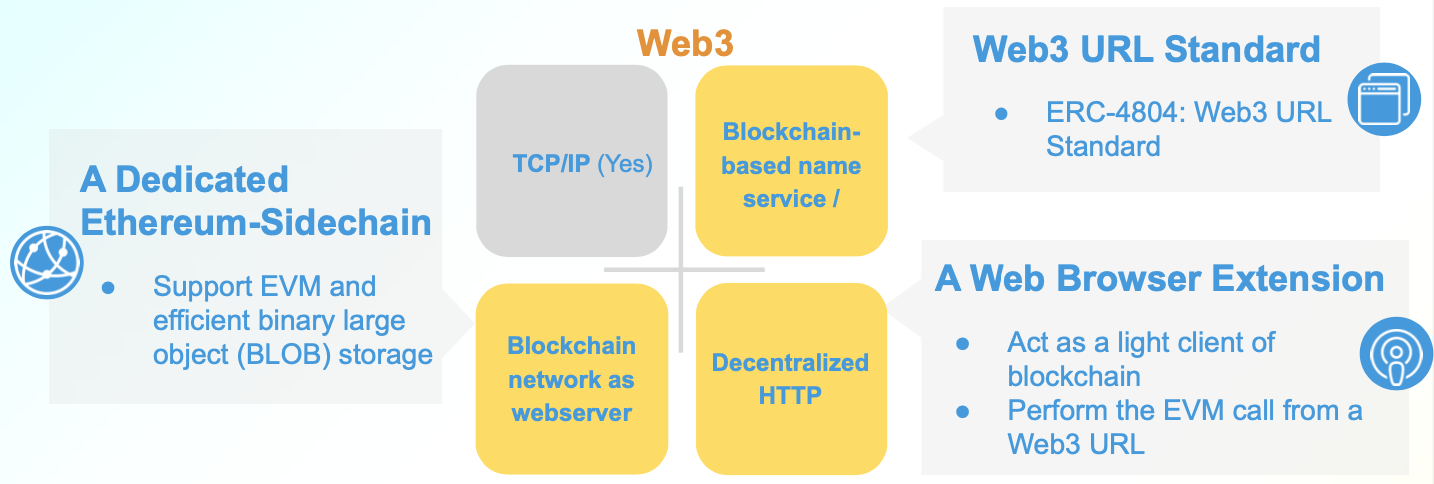 Web3
TCP/IP (Yes)
Blockchain-
based name
service /
Blockchain
network as
webserver
Decentralized
HTTP
A Dedicated
Ethereum-Sidechain
● Support EVM and
efficient binary large
object (BLOB) storage
Web3 URL Standard
● ERC-4804: Web3 URL
Standard
A Web Browser Extension
● Act as a light client of
blockchain
● Perform the EVM call from a
Web3 URL